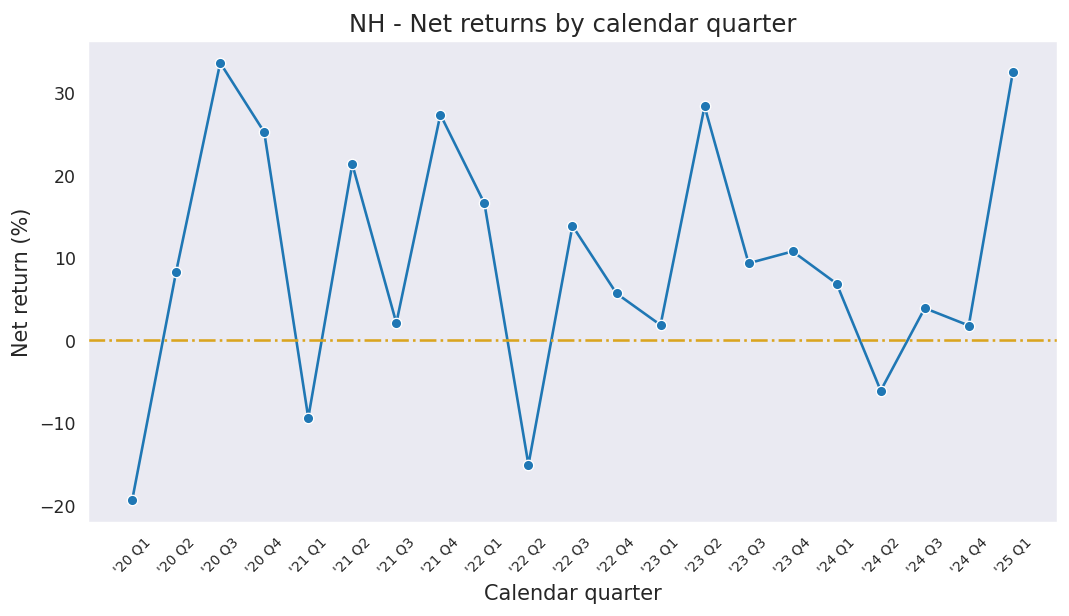 NH - Net returns by calendar quarter
Net return (%)
30
20
10
0
−10
−20
'20 Q1
'20 Q2
'20 Q3
'20 Q4
'21 Q1
'21 Q2
'21 Q3
'21 Q4
'22 Q1
'22 Q2
'22 Q3
'22 Q4
'23 Q1
'23 Q2
'23 Q3
'23 Q4
'24 Q1
'24 Q2
'24 Q3
'24 Q4
'25 Q1
Calendar quarter